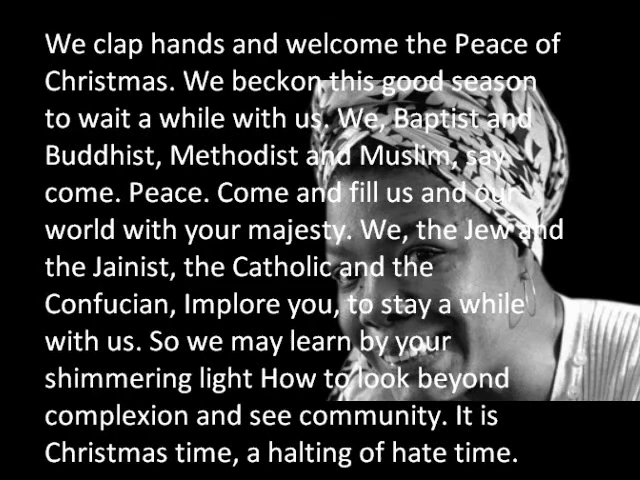 We clap hands and welcome the Peace of
Christmas. We beckon this good season
to wait a while with us. We, Baptist and
Buddhist, Methodist and Muslim, say
come. Peace. Come and fill us and our
world with your majesty. We, the Jew and
the Jainist, the Catholic and the
Confucian, Implore you, to stay a while
with us. So we may learn by your
shimmering light How to look beyond
complexion and see community. It is
Christmas time, a halting of hate time.